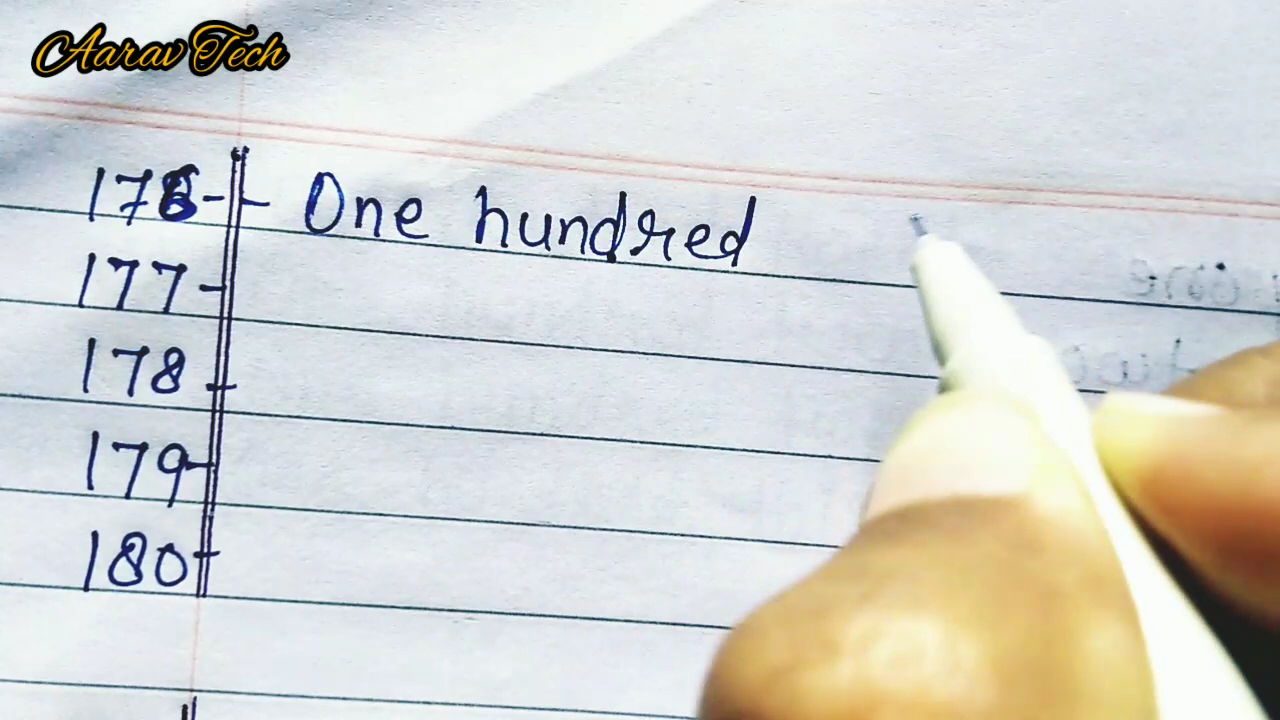 Aarav Tech
176- - One hundred
177-
178-
179-
180-